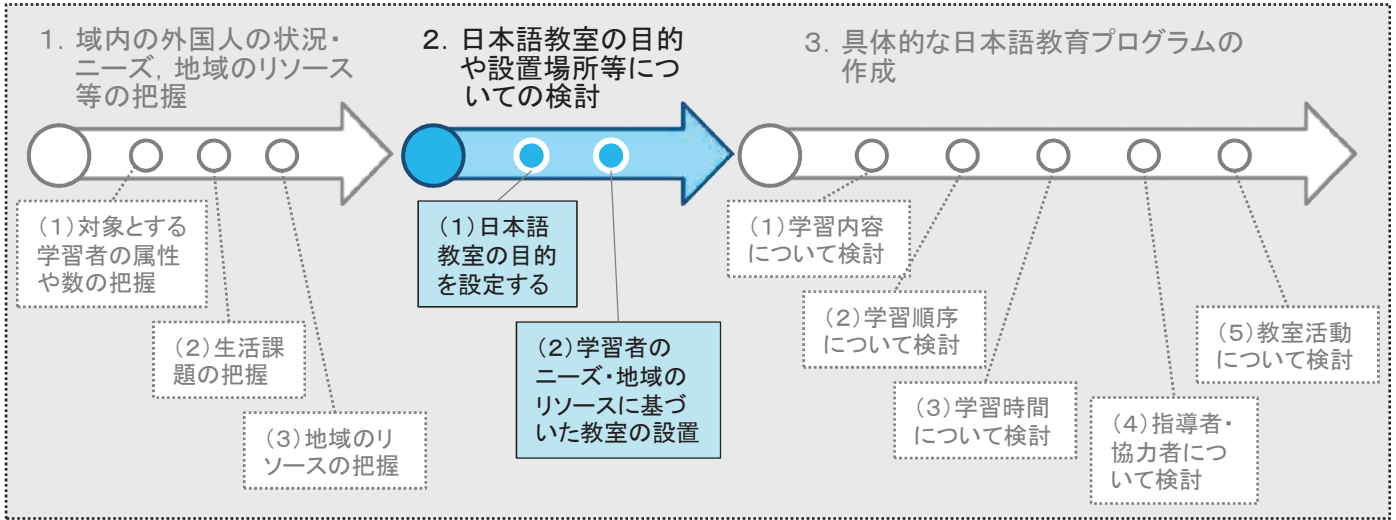 1．域内の外国人の状況・
ニーズ，地域のリソース
等の把握
（1）対象とする
学習者の属性
や数の把握
（2）生活課
題の把握
（3）地域のリ
ソースの把握
2．日本語教室の目的
や設置場所等につ
いての検討
（1）日本語
教室の目的
を設定する
（2）学習者の
ニーズ・地域の
リソースに基づ
いた教室の設置
3．具体的な日本語教育プログラムの
作成
（1）学習内容
について検討
（2）学習順序
について検討
（3）学習時間
について検討
（4）指導者・
協力者につ
いて検討
（5）教室活動
について検討